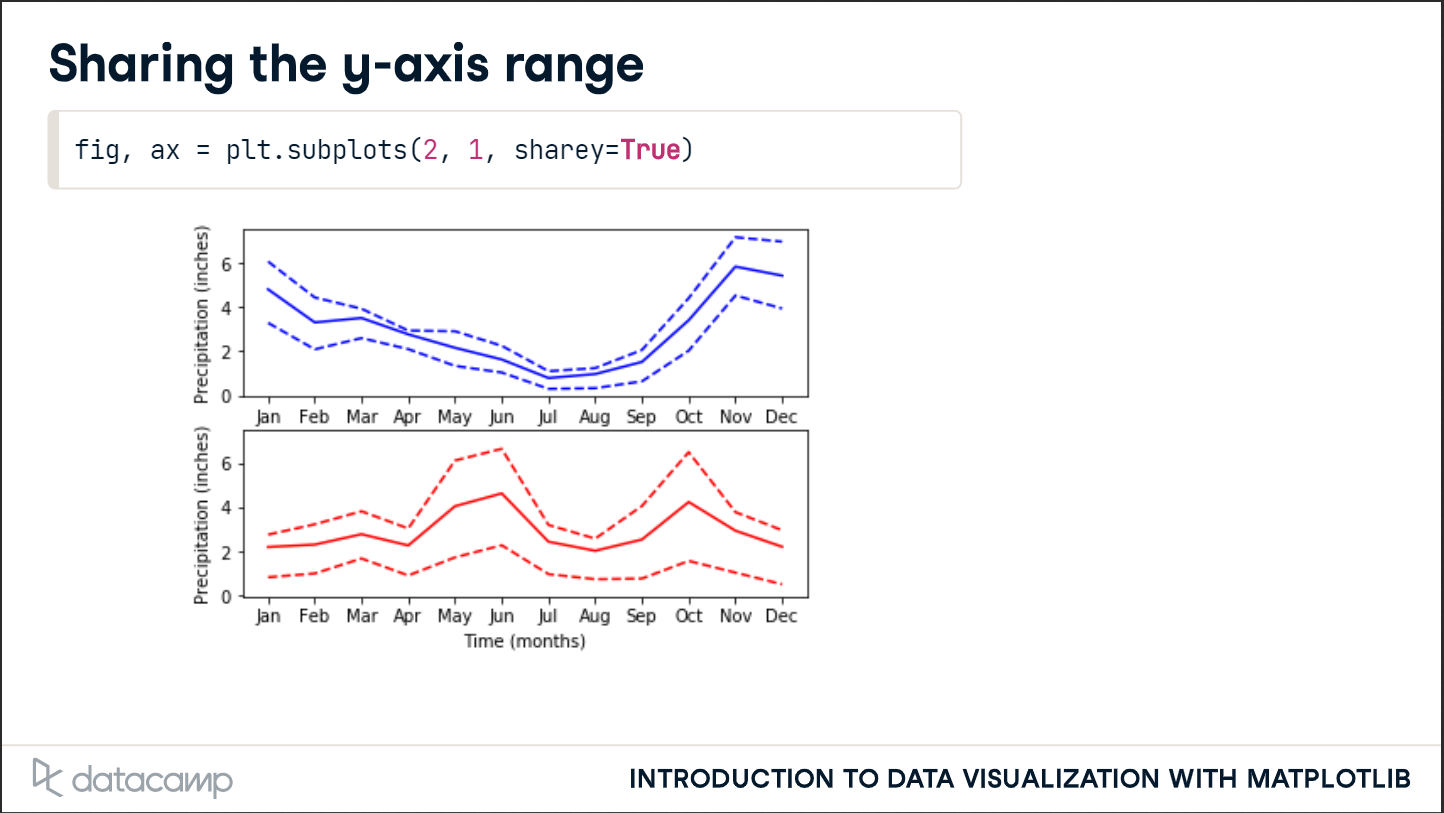 Sharing the y-axis range
fig, ax = plt.subplots(2, 1, sharey=True)
Precipitation (inches)
6
4
2
0
Jan Feb Mar Apr May Jun Jul Aug Sep Oct Nov Dec
Precipitation (inches)
6
4
2
0
Jan Feb Mar Apr May Jun Jul Aug Sep Oct Nov Dec
Time (months)
datacamp
INTRODUCTION TO DATA VISUALIZATION WITH MATPLOTLIB